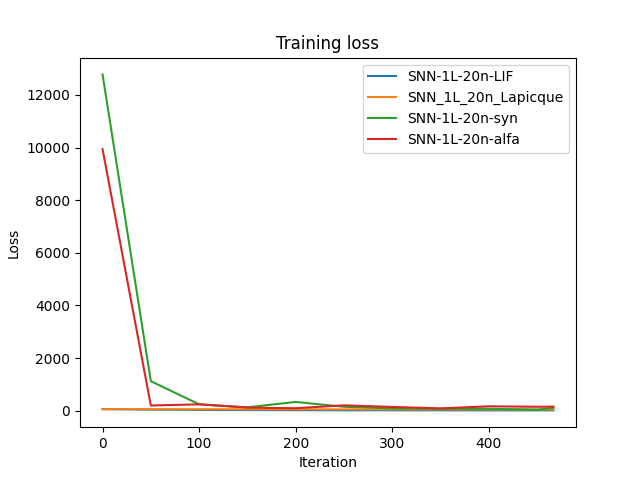 Training loss
SNN-1L-20n-LIF
SNN_1L_20n_Lapicque
SNN-1L-20n-syn
SNN-1L-20n-alfa
12000
10000
8000
6000
4000
2000
0
Loss
0 100 200 300 400
Iteration